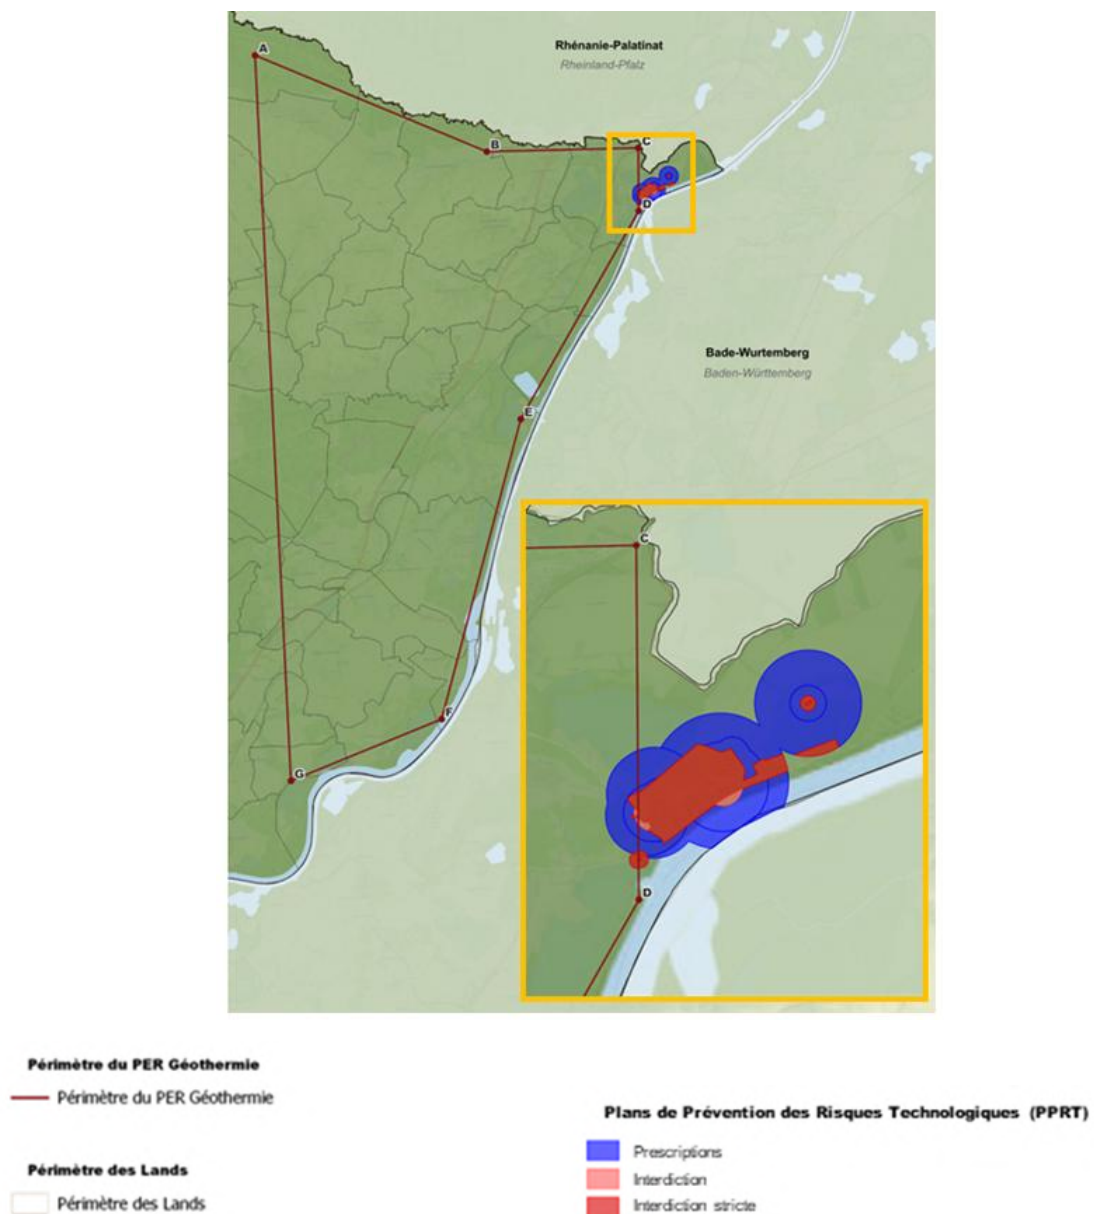 A
Rhénanie-Palatinat
Rheinland-Pfalz
B
C
D
Bade-Wurtemberg
Baden-Württemberg
E
C
F
G
D
Périmètre du PER Géothermie
Périmètre du PER Géothermie
Plans de Prévention des Risques Technologiques (PPRT)
Prescriptions
Périmètre des Lands
Interdiction
Périmètre des Lands
Interdiction stricte